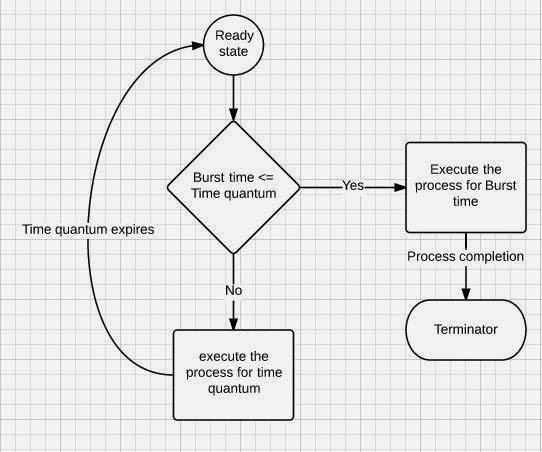 Ready
state
Burst time <=
Time quantum
Yes
Execute the
process for Burst
time
Time quantum expires
Process completion
No
Terminator
execute the
process for time
quantum